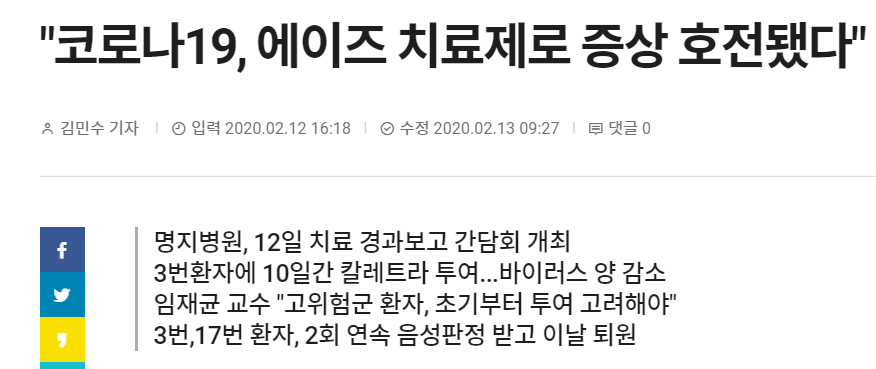 "코로나19, 에이즈 치료제로 증상 호전됐다"
김민수 기자 입력 2020.02.12 16:18 수정 2020.02.13 09:27 댓글 0
명지병원, 12일 치료 경과보고 간담회 개최
3번환자에 10일간 칼레트라 투여...바이러스 양 감소
임재균 교수 "고위험군 환자, 초기부터 투여 고려해야"
3번,17번 환자, 2회 연속 음성판정 받고 이날 퇴원